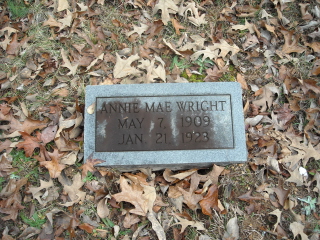 ANNIE MAE WRIGHT
MAY 7, 1909
JAN 21, 1923